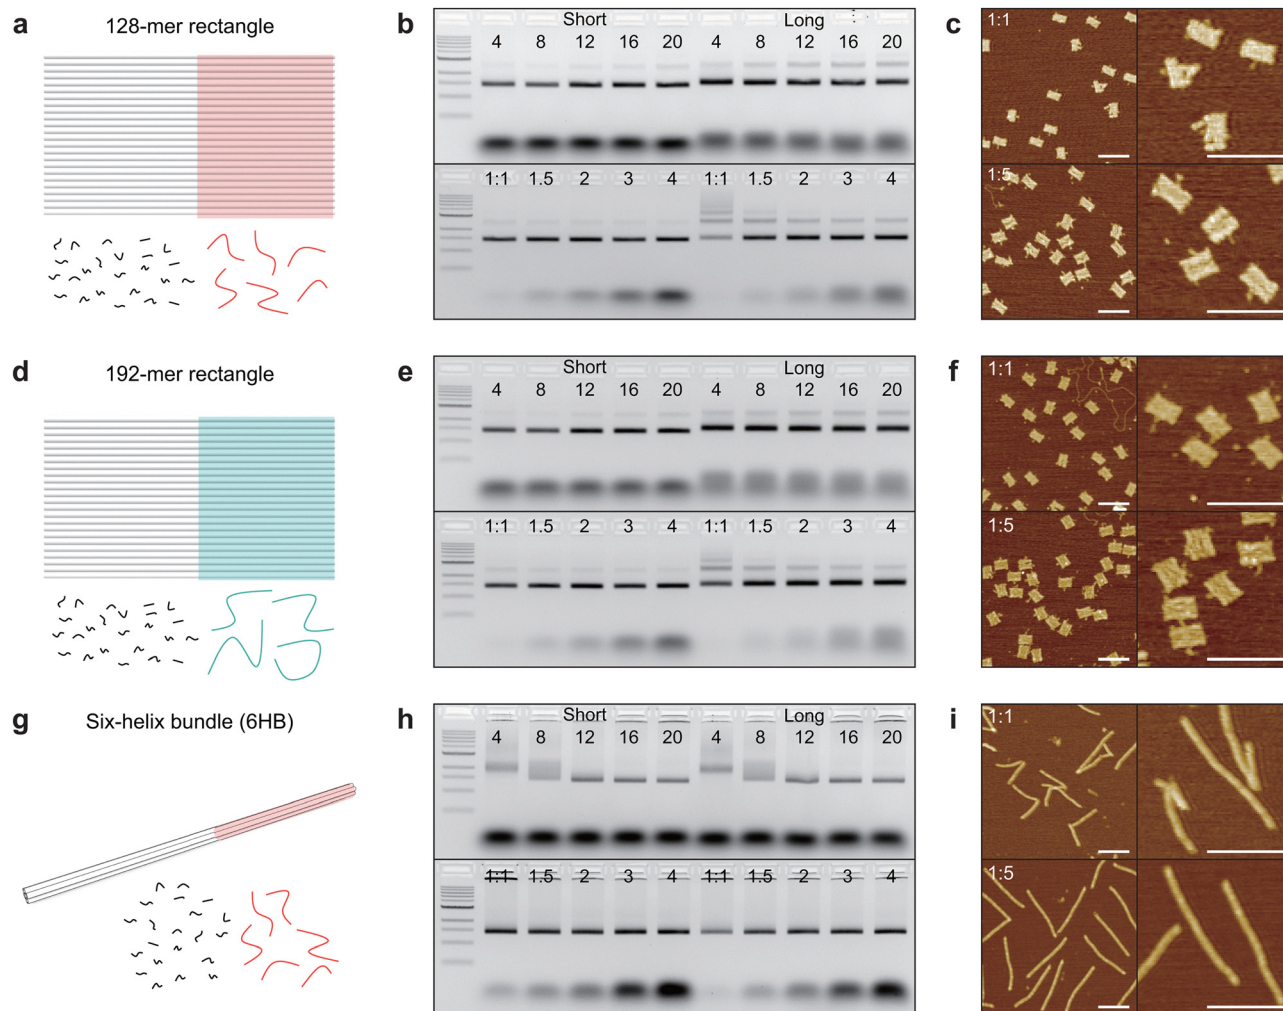 a 128-mer rectangle
b Short Long
4 8 12 16 20 4 8 12 16 20
1:1 1.5 2 3 4 1:1 1.5 2 3 4
c 1:1
1:5
d 192-mer rectangle
e Short Long
4 8 12 16 20 4 8 12 16 20
1:1 1.5 2 3 4 1:1 1.5 2 3 4
f 1:1
1:5
g Six-helix bundle (6HB)
h Short Long
4 8 12 16 20 4 8 12 16 20
1:1 1.5 2 3 4 1:1 1.5 2 3 4
i 1:1
1:5